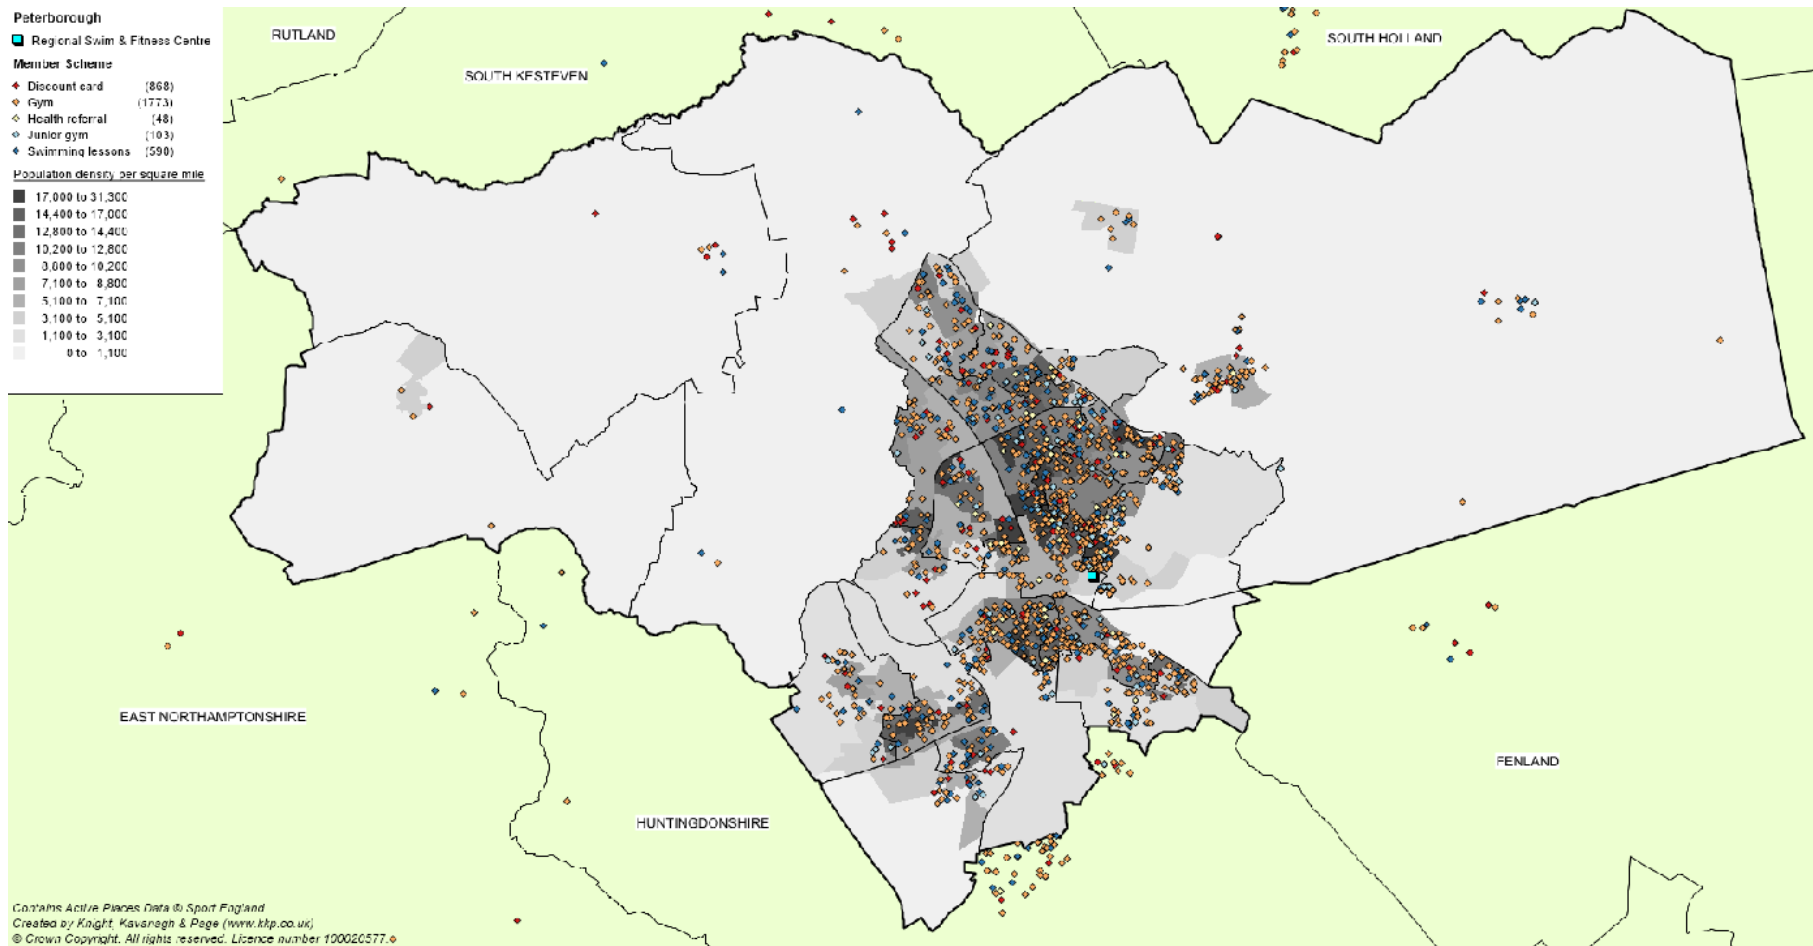 Peterborough
Regional Swim & Fitness Centre
Member Scheme
Discount card (868)
Gym (1773)
Health referral (48)
Junior gym (103)
Swimming lessons (590)
Population density per square mile
17,000 to 31,300
14,400 to 17,000
12,800 to 14,400
10,200 to 12,800
8,800 to 10,200
7,100 to 8,800
5,100 to 7,100
3,100 to 5,100
1,100 to 3,100
0 to 1,100
RUTLAND
SOUTH KESTEVEN
SOUTH HOLLAND
EAST NORTHAMPTONSHIRE
HUNTINGDONSHIRE
FENLAND
Contains Active Places Data © Sport England
Created by Knight, Kavanagh & Page (www.kkp.co.uk)
© Crown Copyright. All rights reserved. Licence number 100020577.